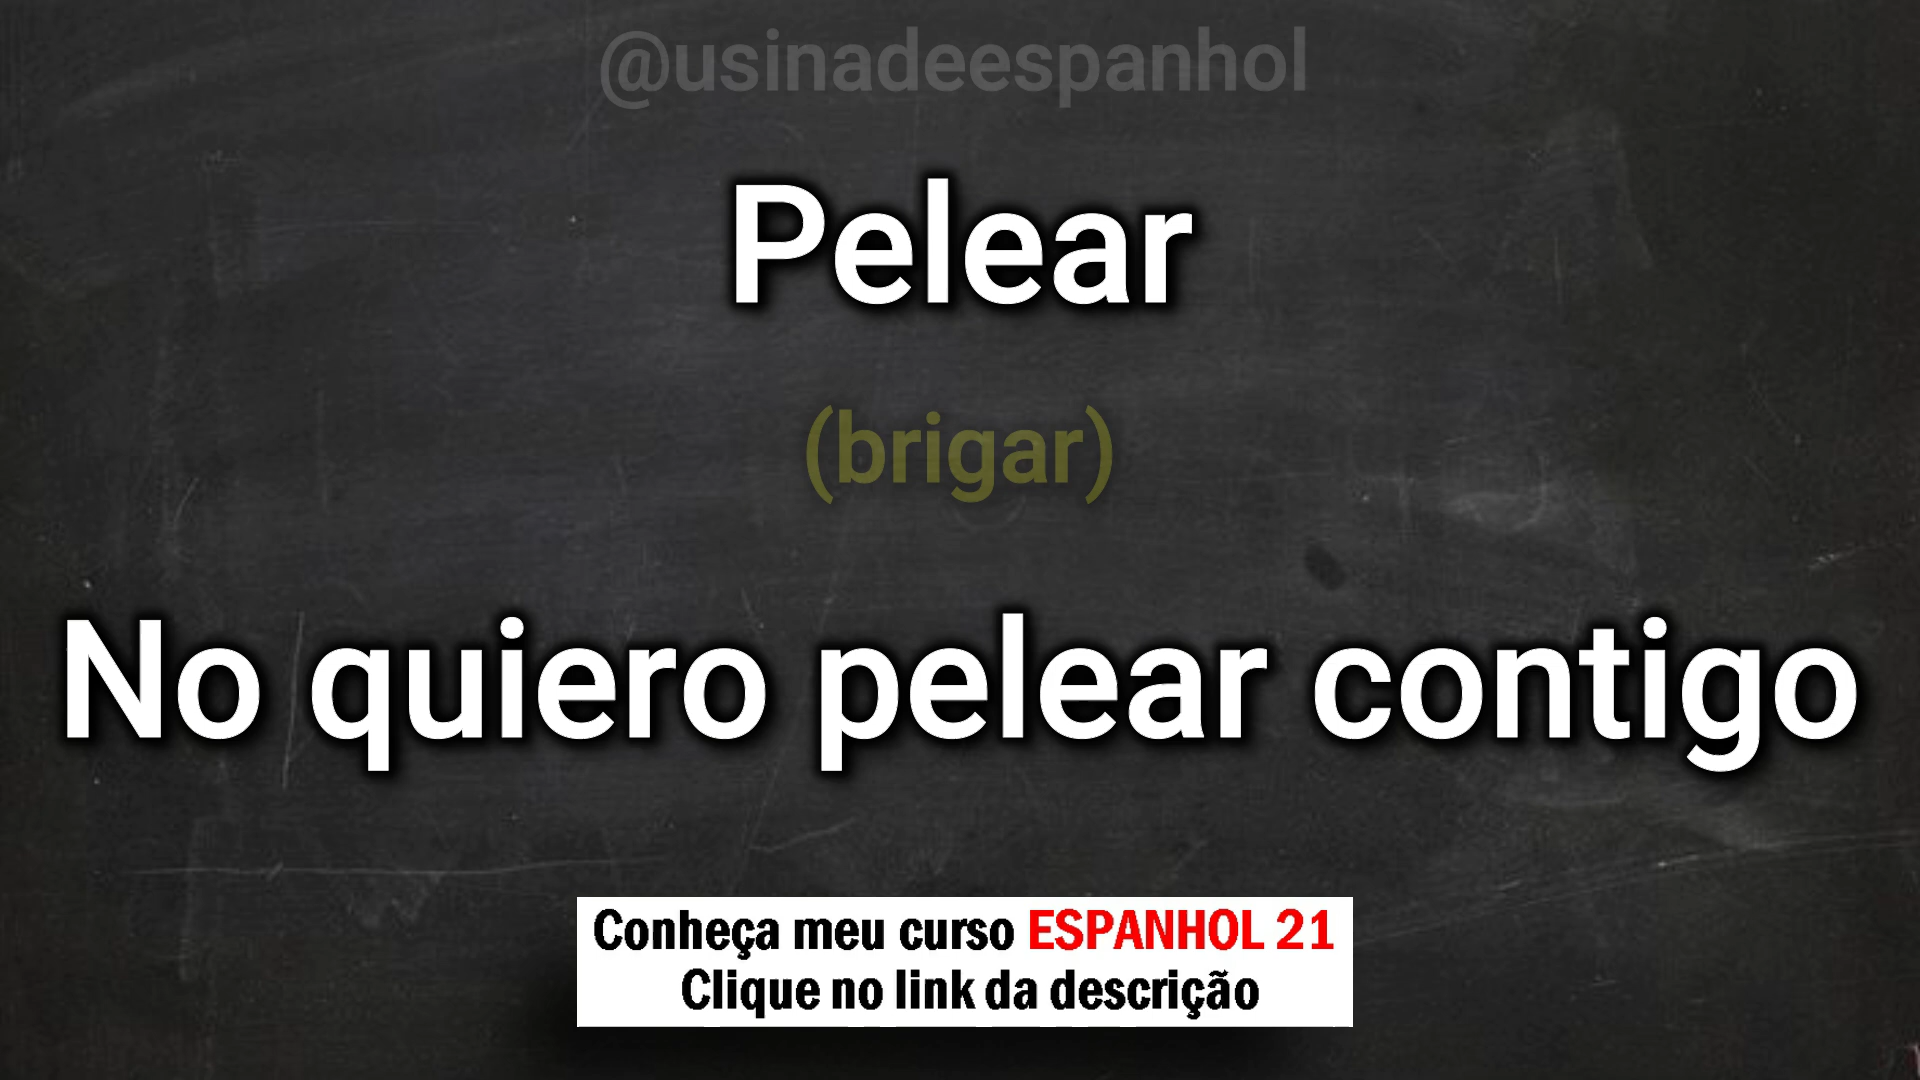 @usinadeespanhol
Pelear
(brigar)
No quiero pelear contigo
Conheça meu curso ESPANHOL 21
Clique no link da descrição